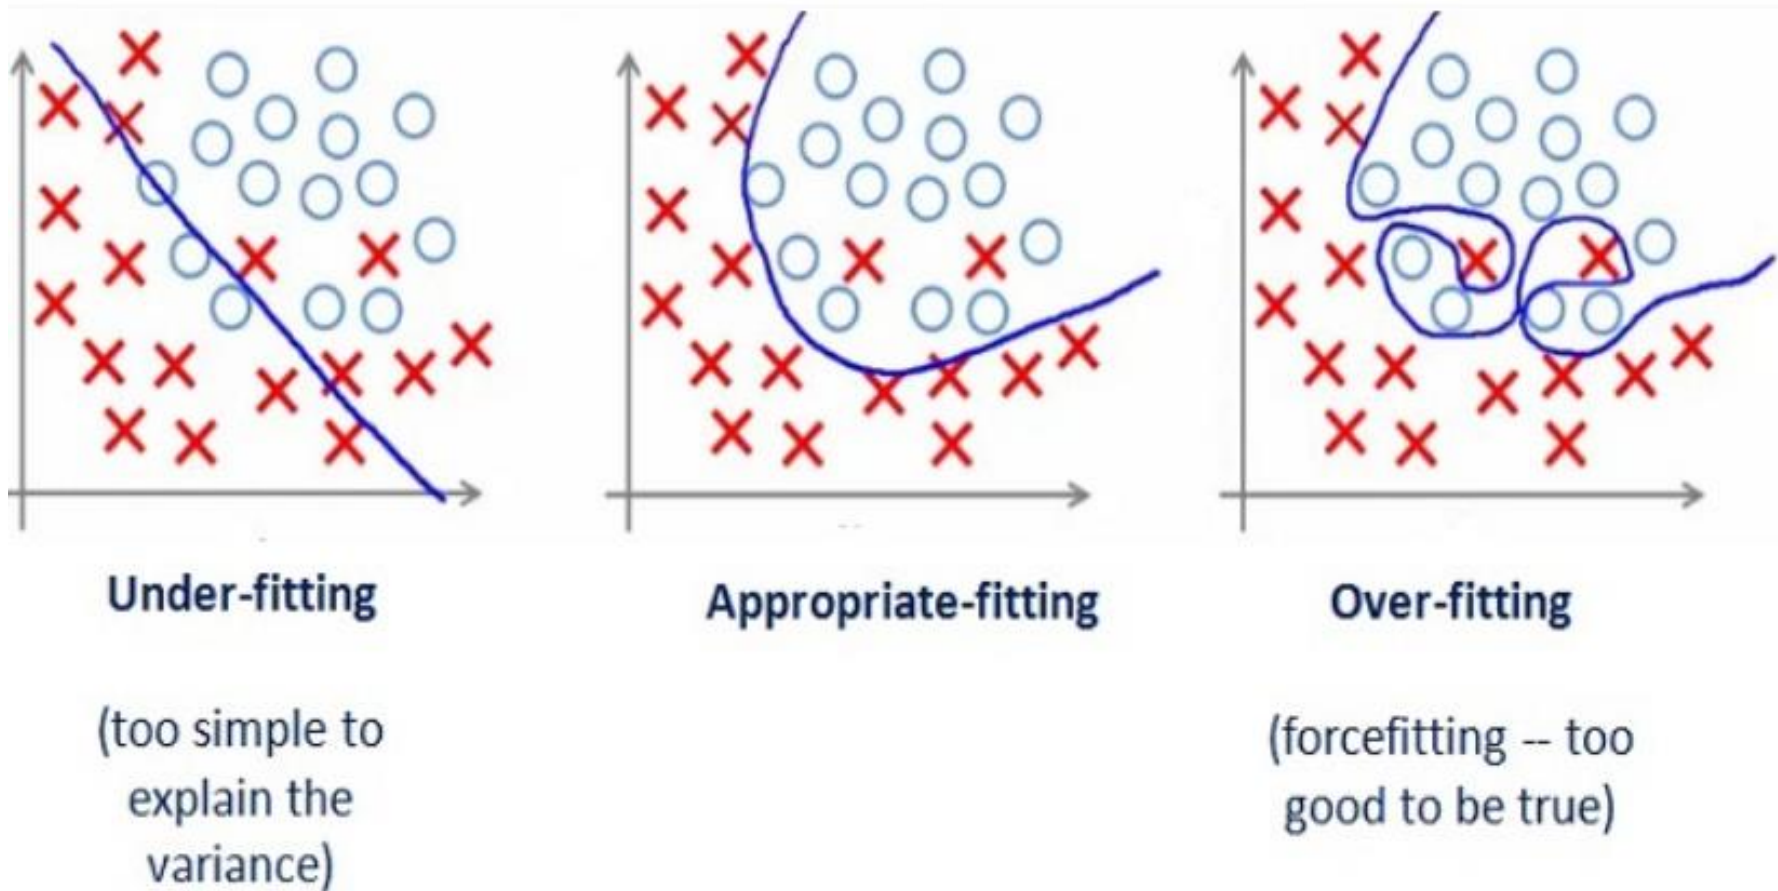 Under-fitting
Appropriate-fitting
Over-fitting
(too simple to
explain the
variance)
(forcefitting -- too
good to be true)